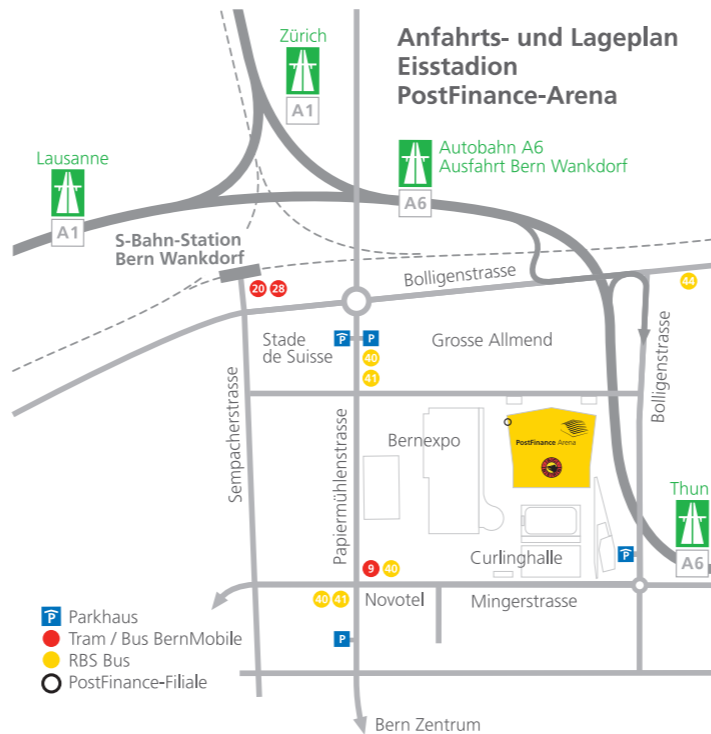 Anfahrts- und Lageplan
Eisstadion
PostFinance-Arena
Zürich
A1
Lausanne
A1
Autobahn A6
Ausfahrt Bern Wankdorf
A6
S-Bahn-Station
Bern Wankdorf
20 28
Bolligenstrasse
44
Stade
de Suisse
P P
40
41
Grosse Allmend
Bolligenstrasse
Sempacherstrasse
Papiermühlenstrasse
Bernexpo
PostFinance Arena
Thun
A6
Curlinghalle
P
9 40
40 41
Novotel
Mingerstrasse
P
P Parkhaus
Tram / Bus BernMobile
RBS Bus
PostFinance-Filiale
Bern Zentrum